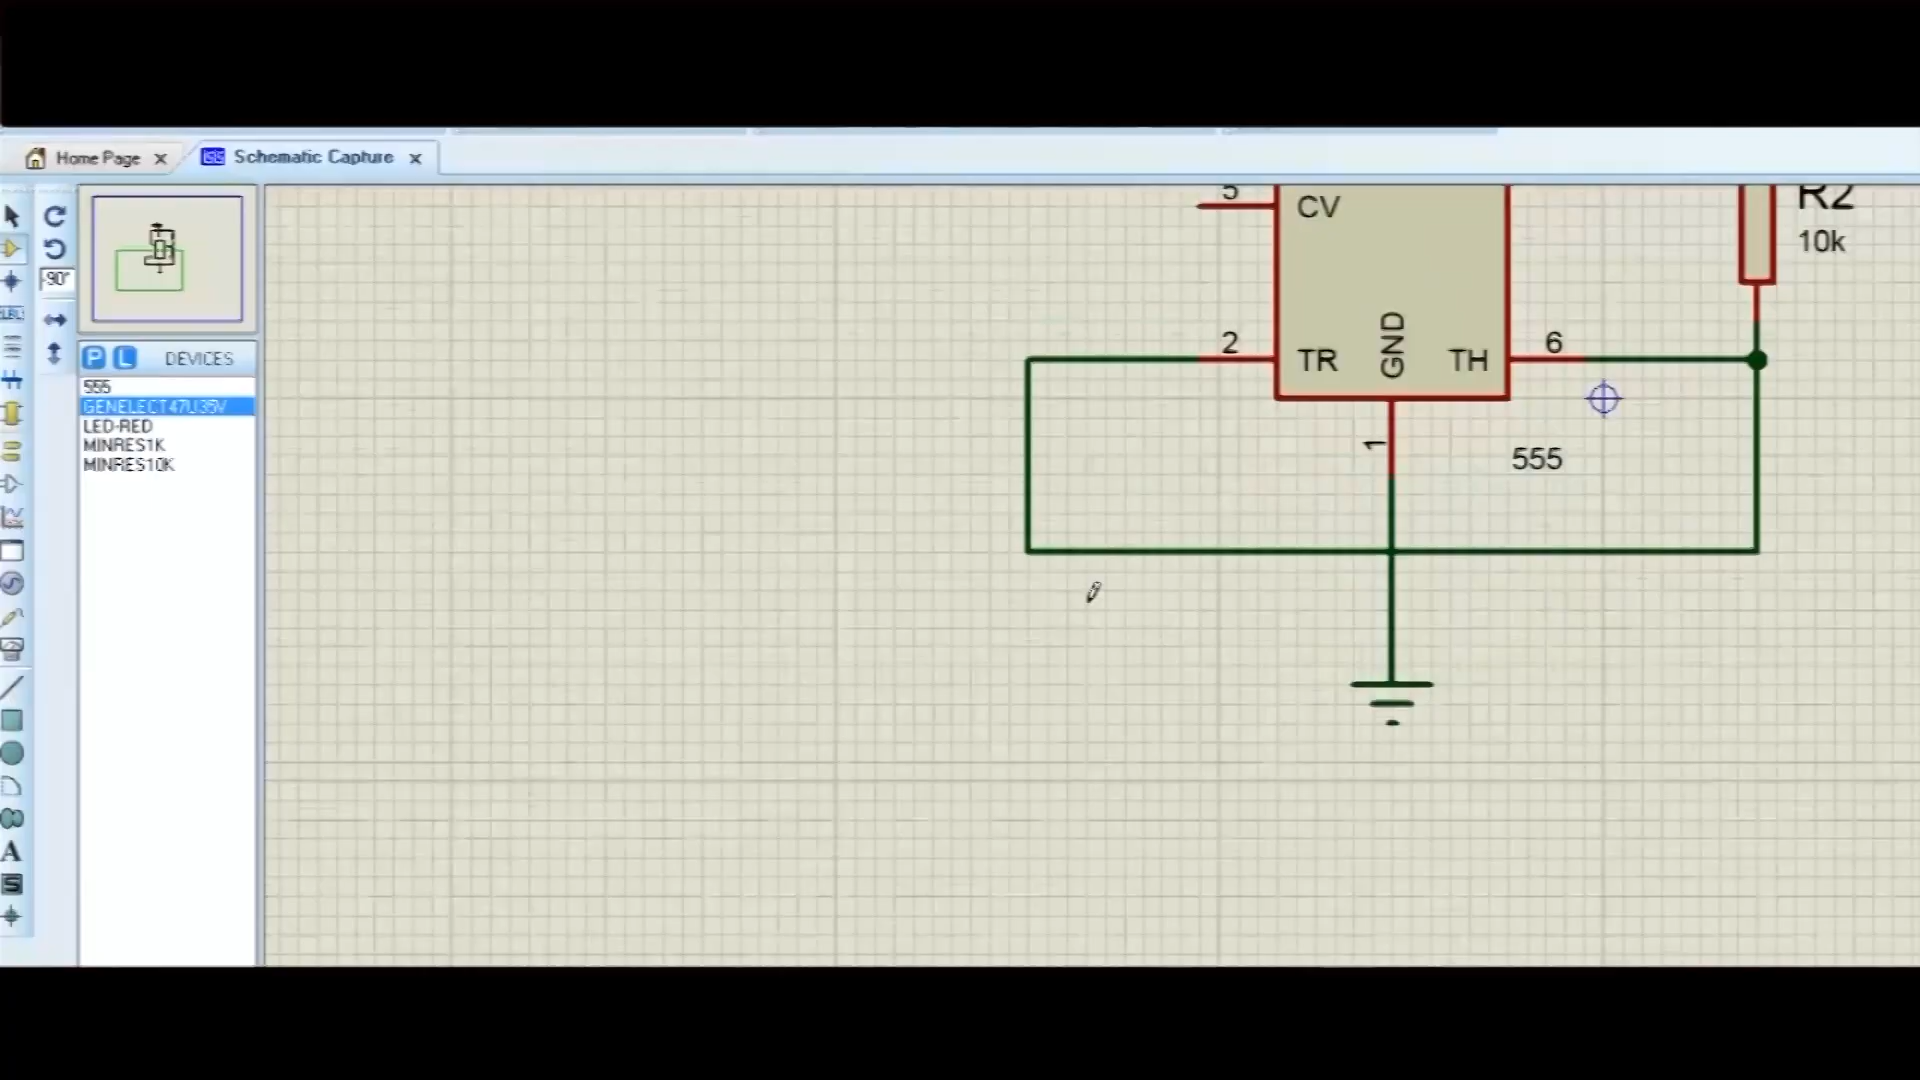 Home Page
Schematic Capture
-90°
LBL
P L DEVICES
555
GENELECT47U35V
LED-RED
MINRES1K
MINRES10K
A
S
5
CV
2
TR
GND
TH
6
1
555
R2
10k